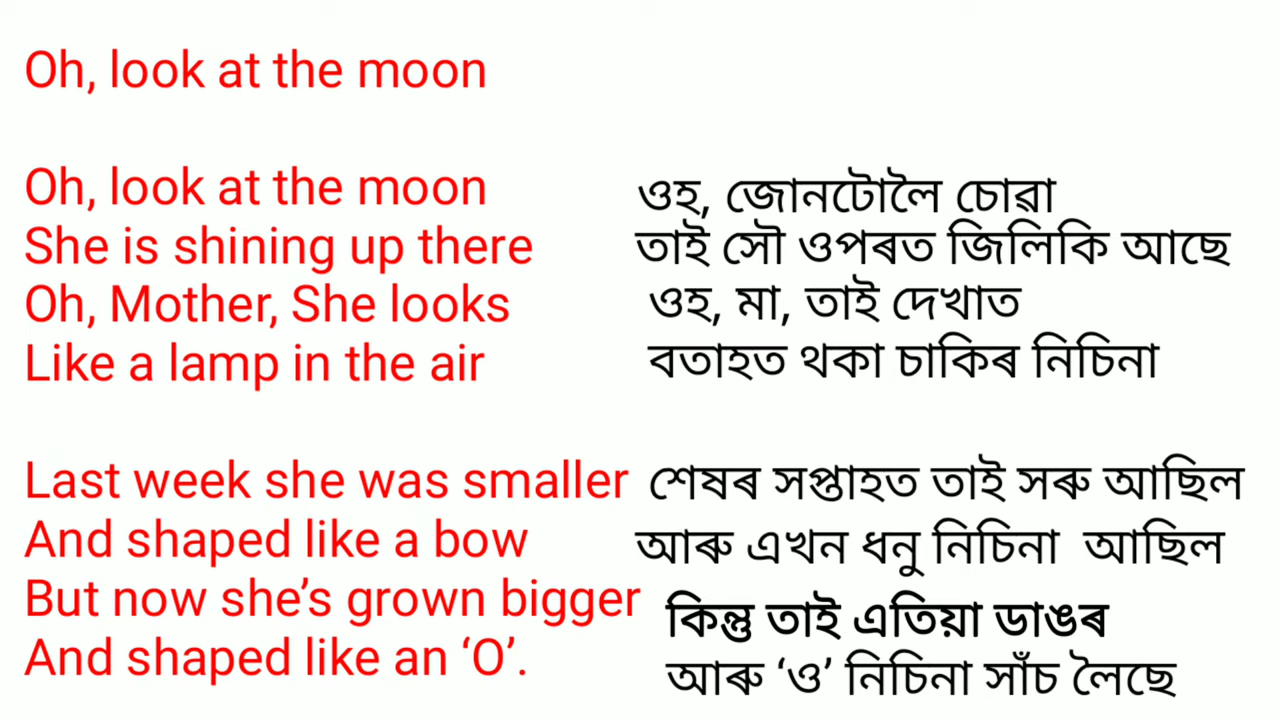 Oh, look at the moon
Oh, look at the moon
She is shining up there
Oh, Mother, She looks
Like a lamp in the air
Last week she was smaller
And shaped like a bow
But now she’s grown bigger
And shaped like an ‘O’.
ওহ, জোনটোলৈ চোৱা
তাই সৌ ওপৰত জিলিকি আছে
ওহ, মা, তাই দেখাত
বতাহত থকা চাকিৰ নিচিনা
শেষৰ সপ্তাহত তাই সৰু আছিল
আৰু এখন ধনু নিচিনা আছিল
কিন্তু তাই এতিয়া ডাঙৰ
আৰু ‘ও’ নিচিনা সাঁচ লৈছে